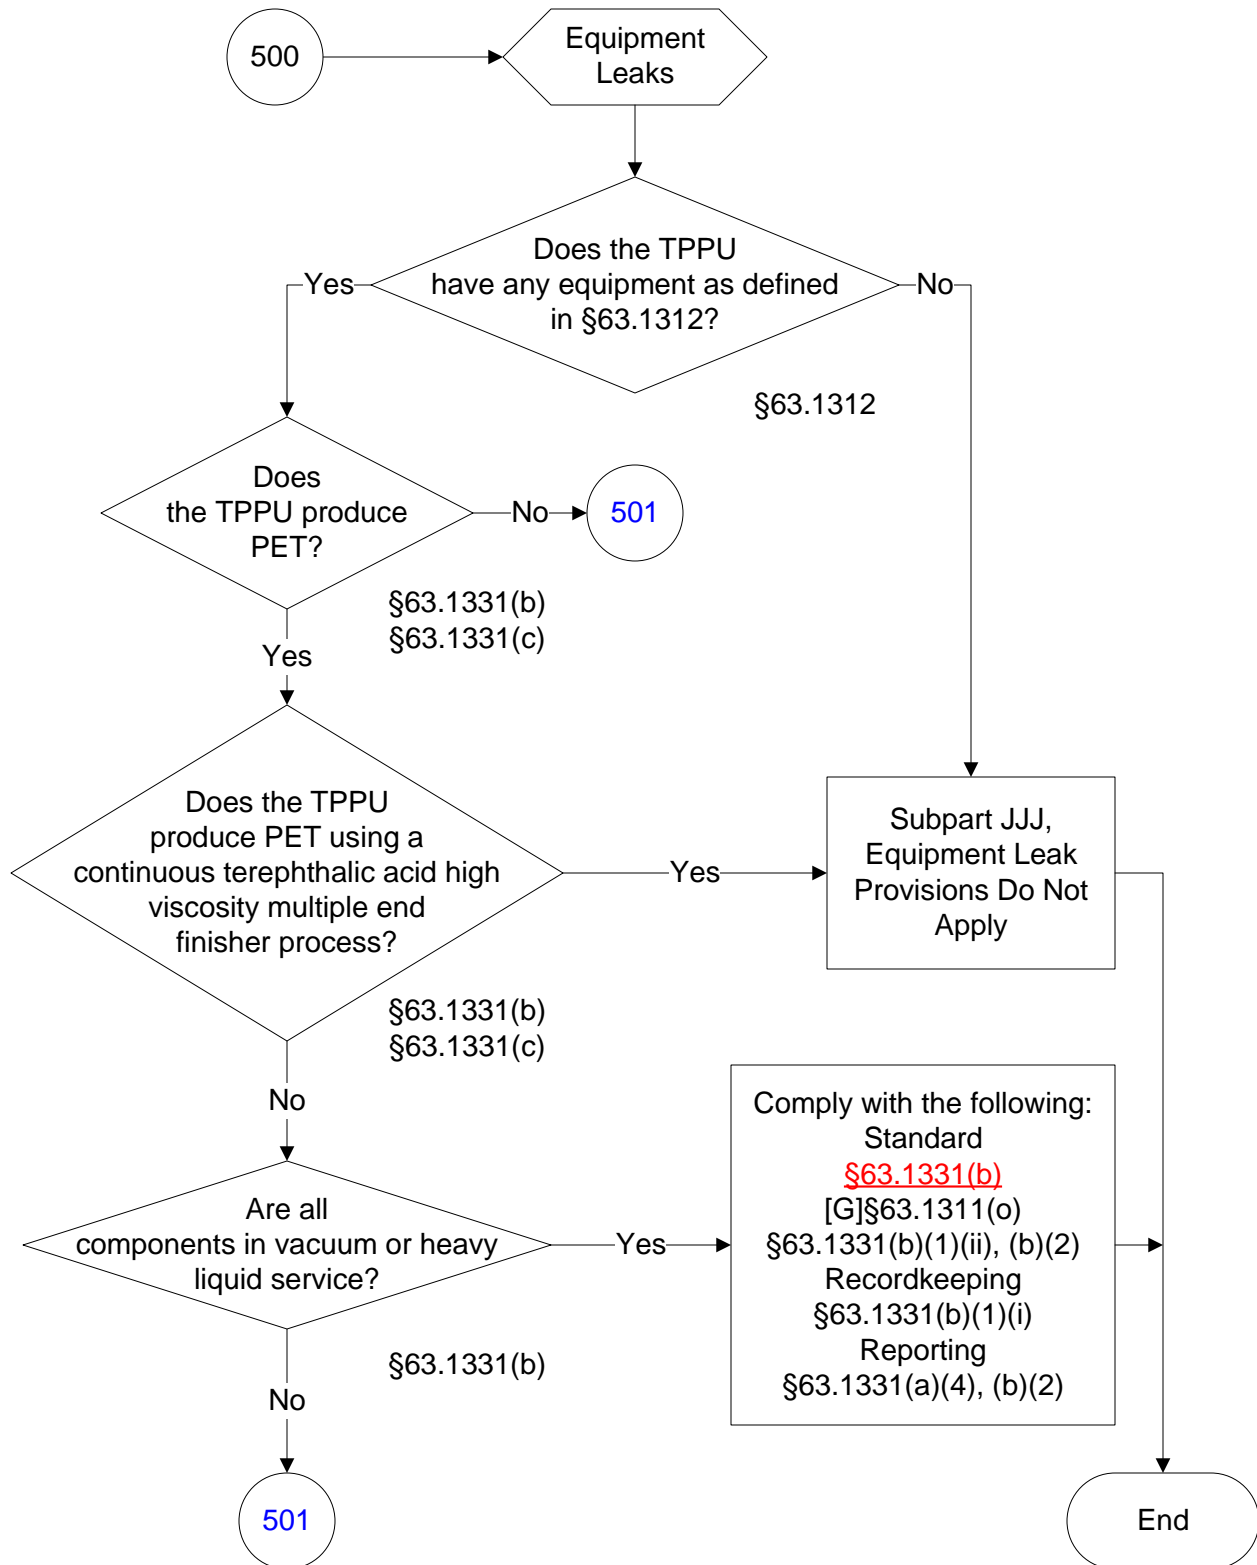 500
Equipment
Leaks
Does the TPPU
have any equipment as defined
in §63.1312?
Yes
No
§63.1312
Does
the TPPU produce
PET?
No
501
§63.1331(b)
§63.1331(c)
Yes
Does the TPPU
produce PET using a
continuous terephthalic acid high
viscosity multiple end
finisher process?
Yes
Subpart JJJ,
Equipment Leak
Provisions Do Not
Apply
§63.1331(b)
§63.1331(c)
No
Are all
components in vacuum or heavy
liquid service?
Yes
Comply with the following:
Standard
§63.1331(b)
[G]§63.1311(o)
§63.1331(b)(1)(ii), (b)(2)
Recordkeeping
§63.1331(b)(1)(i)
Reporting
§63.1331(a)(4), (b)(2)
§63.1331(b)
No
501
End